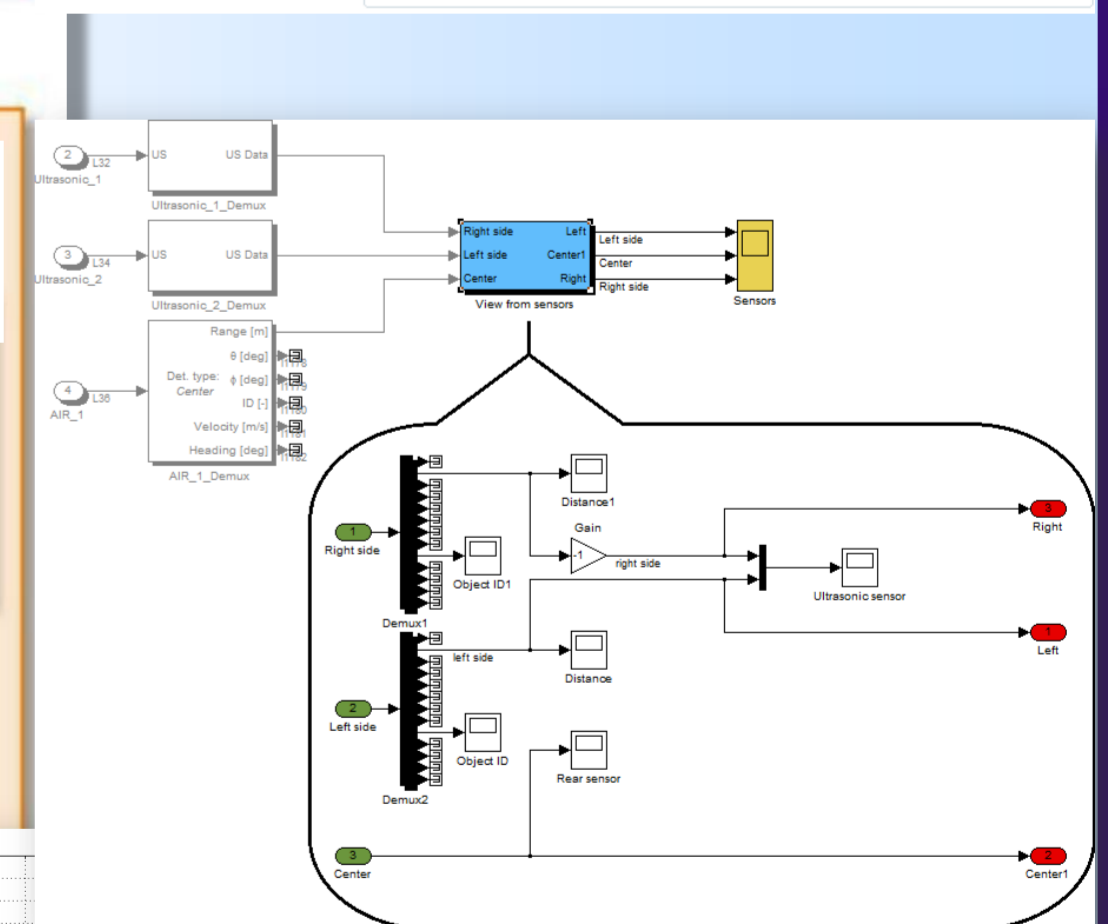 2
L32
Ultrasonic_1
US
US Data
Ultrasonic_1_Demux
3
L34
Ultrasonic_2
US
US Data
Ultrasonic_2_Demux
4
L36
AIR_1
Range [m]
θ [deg]
Det. type:
Center
ϕ [deg]
ID [-]
Velocity [m/s]
Heading [deg]
AIR_1_Demux
Right side
Left side
Center
Left
Center1
Right
View from sensors
Left side
Center
Right side
Sensors
1
Right side
Demux1
Distance1
Object ID1
Gain
-1
right side
Ultrasonic sensor
3
Right
1
Left
2
Left side
Demux2
left side
Distance
Object ID
Rear sensor
3
Center
2
Center1